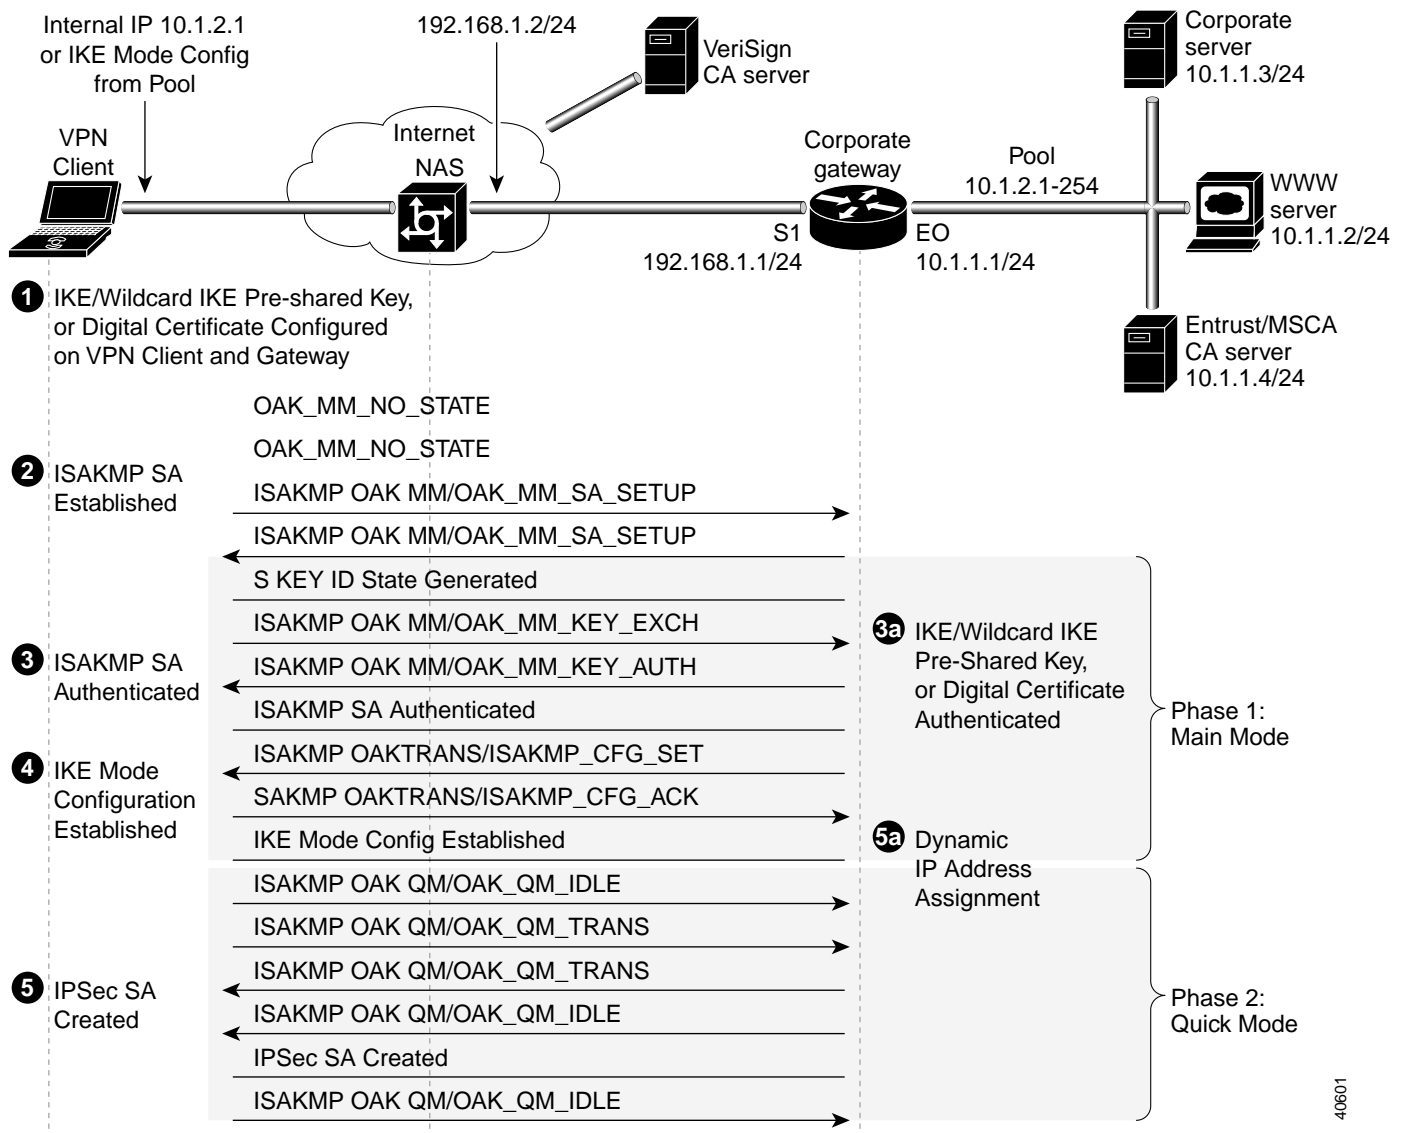 Internal IP 10.1.2.1
or IKE Mode Config
from Pool
192.168.1.2/24
VeriSign
CA server
Corporate
server
10.1.1.3/24
VPN
Client
Internet
NAS
Corporate
gateway
Pool
10.1.2.1-254
WWW
server
10.1.1.2/24
S1
192.168.1.1/24
EO
10.1.1.1/24
Entrust/MSCA
CA server
10.1.1.4/24
1 IKE/Wildcard IKE Pre-shared Key,
or Digital Certificate Configured
on VPN Client and Gateway
OAK_MM_NO_STATE
OAK_MM_NO_STATE
2 ISAKMP SA
Established
ISAKMP OAK MM/OAK_MM_SA_SETUP
ISAKMP OAK MM/OAK_MM_SA_SETUP
S KEY ID State Generated
ISAKMP OAK MM/OAK_MM_KEY_EXCH
3a IKE/Wildcard IKE
Pre-Shared Key,
or Digital Certificate
Authenticated
3 ISAKMP SA
Authenticated
ISAKMP OAK MM/OAK_MM_KEY_AUTH
ISAKMP SA Authenticated
Phase 1:
Main Mode
4 IKE Mode
Configuration
Established
ISAKMP OAKTRANS/ISAKMP_CFG_SET
SAKMP OAKTRANS/ISAKMP_CFG_ACK
IKE Mode Config Established
5a Dynamic
IP Address
Assignment
ISAKMP OAK QM/OAK_QM_IDLE
ISAKMP OAK QM/OAK_QM_TRANS
ISAKMP OAK QM/OAK_QM_TRANS
5 IPSec SA
Created
ISAKMP OAK QM/OAK_QM_IDLE
IPSec SA Created
ISAKMP OAK QM/OAK_QM_IDLE
Phase 2:
Quick Mode
40601